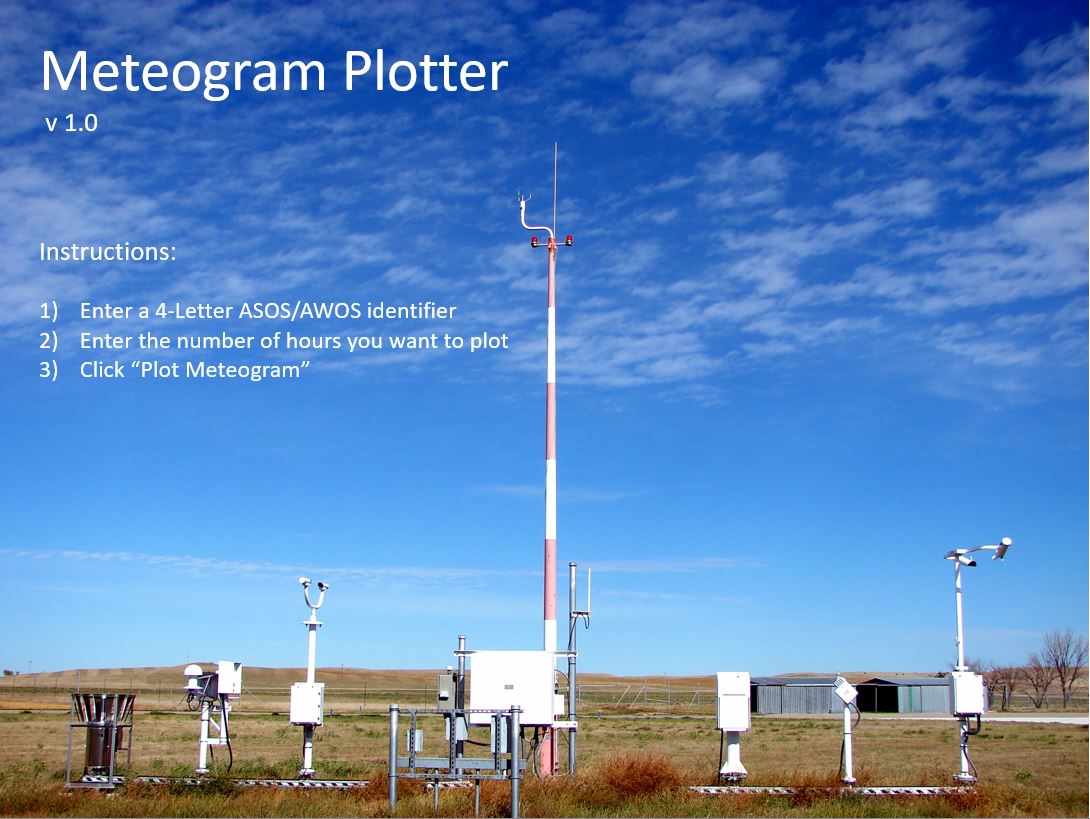 Meteogram Plotter
v 1.0
Instructions:
1) Enter a 4-Letter ASOS/AWOS identifier
2) Enter the number of hours you want to plot
3) Click “Plot Meteogram”